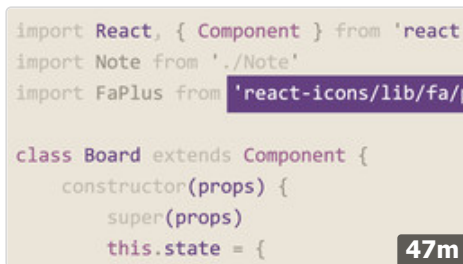 import React, { Component } from 'react
import Note from './Note'
import FaPlus from 'react-icons/lib/fa/
class Board extends Component {
constructor(props) {
super(props)
this.state = {
47m